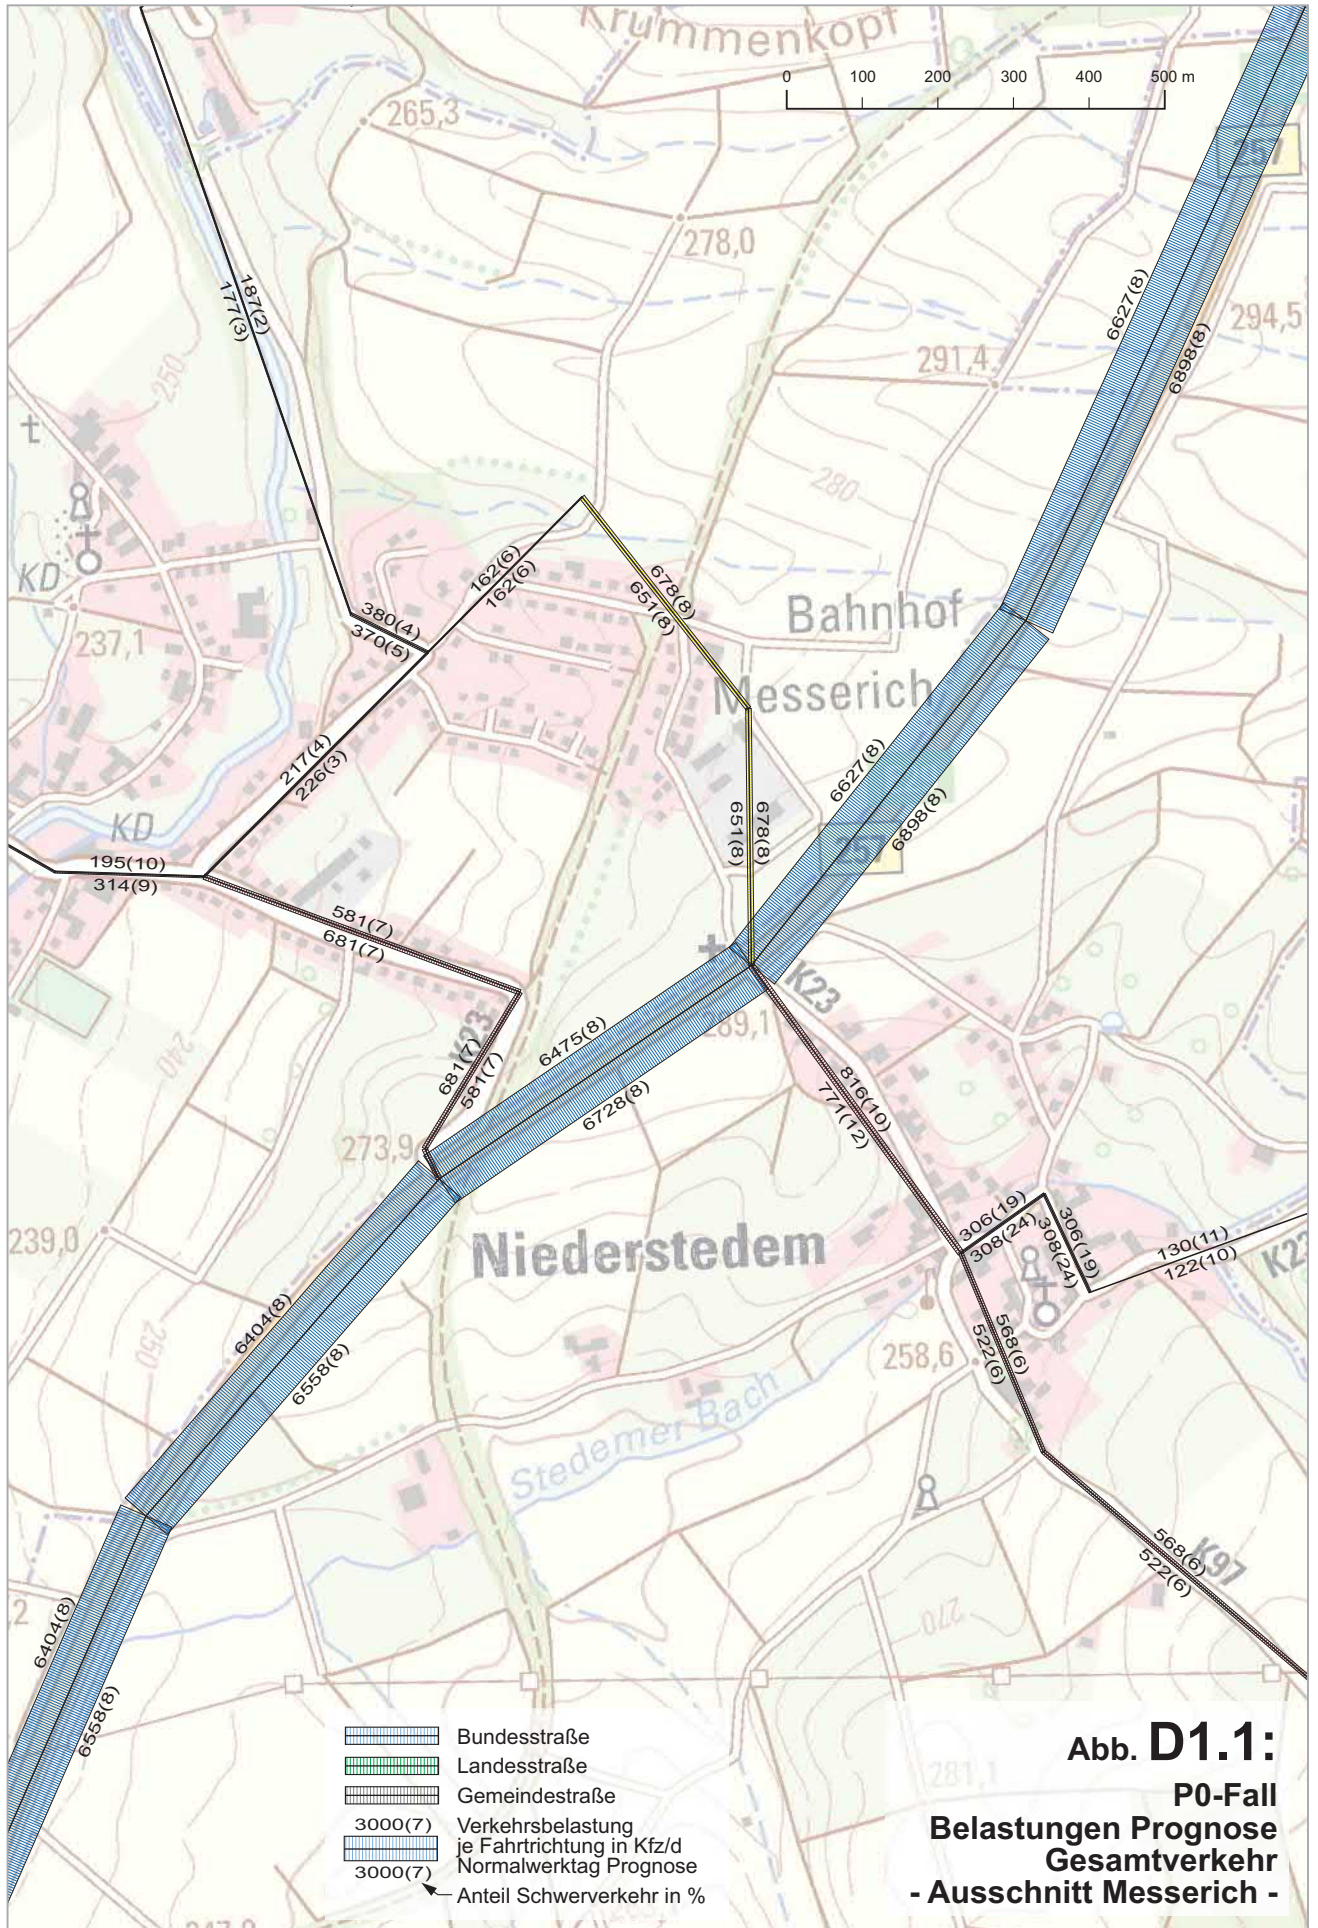 Krummenkopf
0 100 200 300 400 500 m
265,3
257
278,0
187(2)
177(3)
6627(8)
6898(8)
294,5
291,4
250
280
KD
237,1
162(6)
162(6)
678(8)
651(8)
380(4)
370(5)
Bahnhof
Messerich
217(4)
226(3)
6627(8)
6898(8)
651(8)
678(8)
KD
257
195(10)
314(9)
581(7)
681(7)
K23
289,1
K23
240
681(7)
581(7)
6475(8)
6728(8)
816(10)
771(12)
273,9
239,0
Niederstedem
306(19)
308(24)
306(19)
308(24)
130(11)
122(10)
K23
6404(8)
6558(8)
250
258,6
568(6)
522(6)
Stedemer Bach
568(6)
522(6)
K97
270
6404(8)
6558(8)
281,1
Bundesstraße
Landesstraße
Gemeindestraße
3000(7) Verkehrsbelastung
je Fahrtrichtung in Kfz/d
3000(7) Normalwerktag Prognose
Anteil Schwerverkehr in %
Abb. D1.1:
P0-Fall
Belastungen Prognose
Gesamtverkehr
- Ausschnitt Messerich -